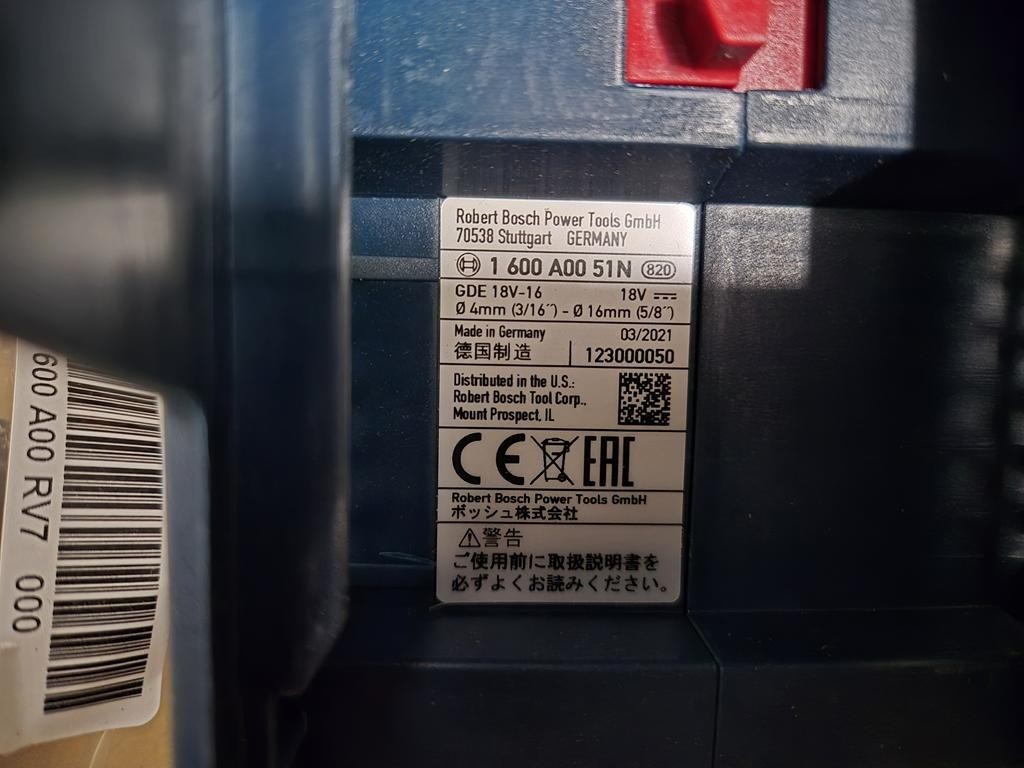 Robert Bosch Power Tools GmbH
70538 Stuttgart GERMANY
1 600 A00 51N 820
GDE 18V-16 18V
Ø 4mm (3/16˝) - Ø 16mm (5/8˝)
Made in Germany 03/2021
德国制造 123000050
Distributed in the U.S.:
Robert Bosch Tool Corp.,
Mount Prospect, IL
CE EAC
Robert Bosch Power Tools GmbH
ボッシュ株式会社
⚠警告
ご使用前に取扱説明書を
必ずよくお読みください。
600 A00 RV7 000